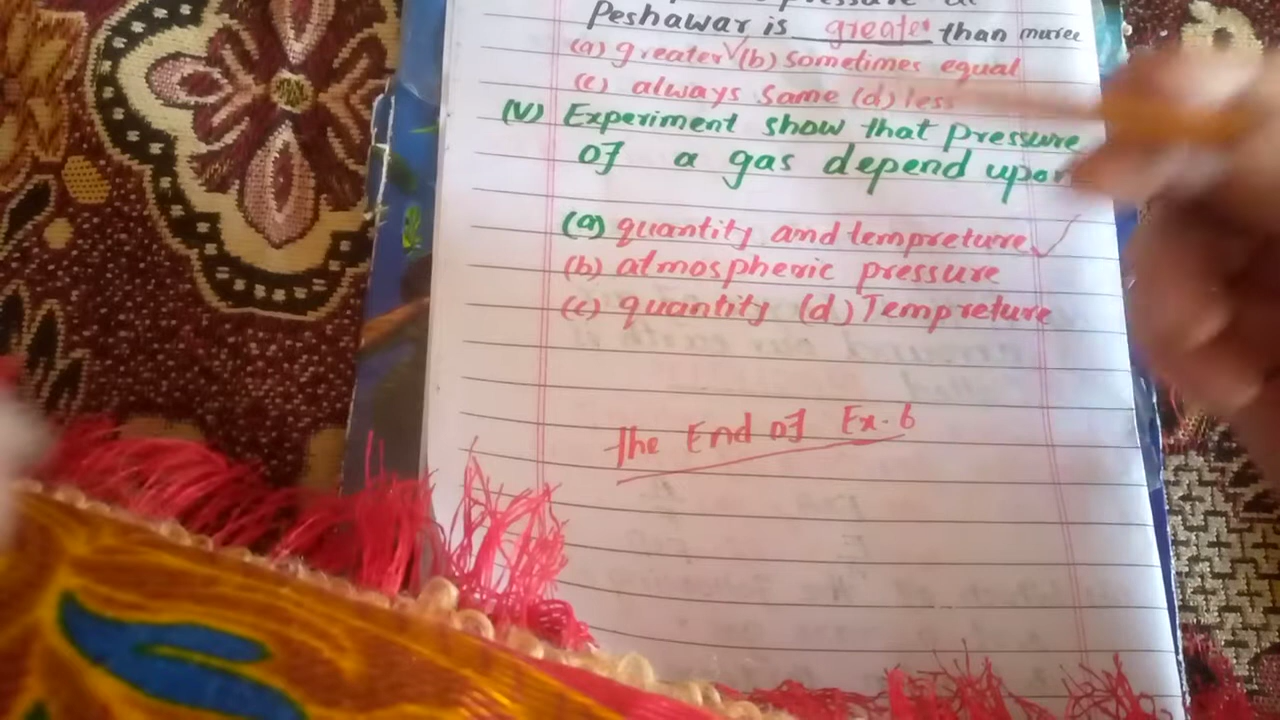 Peshawar is greater than muree
(a) greater ✓ (b) sometimes equal
(c) always same (d) less
(V) Experiment show that pressure
of a gas depend upon
(a) quantity and tempreture ✓
(b) atmospheric pressure
(c) quantity (d) Tempreture
The End of Ex.6